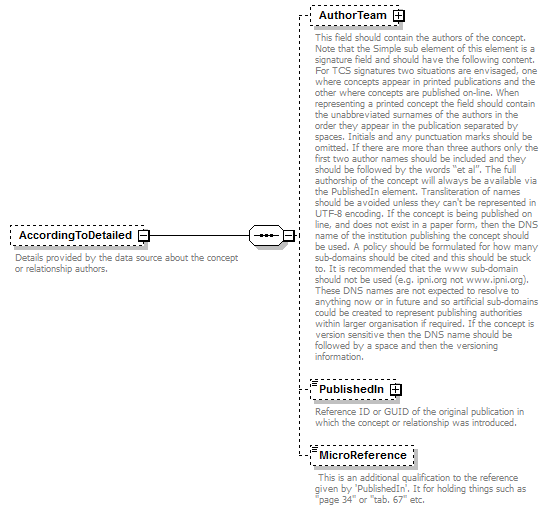 AuthorTeam
This field should contain the authors of the concept.
Note that the Simple sub element of this element is a
signature field and should have the following content.
For TCS signatures two situations are envisaged, one
where concepts appear in printed publications and the
other where concepts are published on-line. When
representing a printed concept the field should contain
the unabbreviated surnames of the authors in the
order they appear in the publication separated by
spaces. Initials and any punctuation marks should be
omitted. If there are more than three authors only the
first two author names should be included and they
should be followed by the words "et al". The full
authorship of the concept will always be available via
the PublishedIn element. Transliteration of names
should be avoided unless they can't be represented in
UTF-8 encoding. If the concept is being published on
line, and does not exist in a paper form, then the DNS
name of the institution publishing the concept should
be used. A policy should be formulated for how many
sub-domains should be cited and this should be stuck
to. It is recommended that the www sub-domain
should not be used (e.g. ipni.org not www.ipni.org).
These DNS names are not expected to resolve to
anything now or in future and so artificial sub-domains
could be created to represent publishing authorities
within larger organisation if required. If the concept is
version sensitive then the DNS name should be
followed by a space and then the versioning
information.
AccordingToDetailed
Details provided by the data source about the concept
or relationship authors.
PublishedIn
Reference ID or GUID of the original publication in
which the concept or relationship was introduced.
MicroReference
This is an additional qualification to the reference
given by 'PublishedIn'. It for holding things such as
"page 34" or "tab. 67" etc.